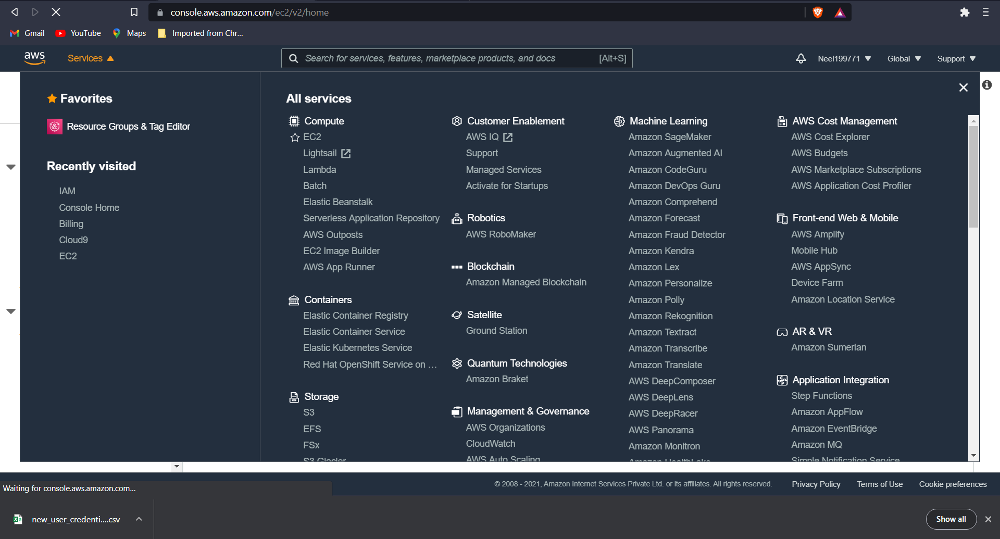 console.aws.amazon.com/ec2/v2/home
Gmail
YouTube
Maps
Imported from Chr...
aws
Services
Search for services, features, marketplace products, and docs
[Alt+S]
Neel199771
Global
Support
Favorites
Resource Groups & Tag Editor
Recently visited
IAM
Console Home
Billing
Cloud9
EC2
All services
Compute
EC2
Lightsail
Lambda
Batch
Elastic Beanstalk
Serverless Application Repository
AWS Outposts
EC2 Image Builder
AWS App Runner
Containers
Elastic Container Registry
Elastic Container Service
Elastic Kubernetes Service
Red Hat OpenShift Service on ...
Storage
S3
EFS
FSx
S3 Glacier
Customer Enablement
AWS IQ
Support
Managed Services
Activate for Startups
Robotics
AWS RoboMaker
Blockchain
Amazon Managed Blockchain
Satellite
Ground Station
Quantum Technologies
Amazon Braket
Management & Governance
AWS Organizations
CloudWatch
AWS Auto Scaling
Machine Learning
Amazon SageMaker
Amazon Augmented AI
Amazon CodeGuru
Amazon DevOps Guru
Amazon Comprehend
Amazon Forecast
Amazon Fraud Detector
Amazon Kendra
Amazon Lex
Amazon Personalize
Amazon Polly
Amazon Rekognition
Amazon Textract
Amazon Transcribe
Amazon Translate
AWS DeepComposer
AWS DeepLens
AWS DeepRacer
AWS Panorama
Amazon Monitron
Amazon HealthLake
AWS Cost Management
AWS Cost Explorer
AWS Budgets
AWS Marketplace Subscriptions
AWS Application Cost Profiler
Front-end Web & Mobile
AWS Amplify
Mobile Hub
AWS AppSync
Device Farm
Amazon Location Service
AR & VR
Amazon Sumerian
Application Integration
Step Functions
Amazon AppFlow
Amazon EventBridge
Amazon MQ
Simple Notification Service
© 2008 - 2021, Amazon Internet Services Private Ltd. or its affiliates. All rights reserved.
Privacy Policy
Terms of Use
Cookie preferences
Waiting for console.aws.amazon.com...
new_user_credenti....csv
Show all